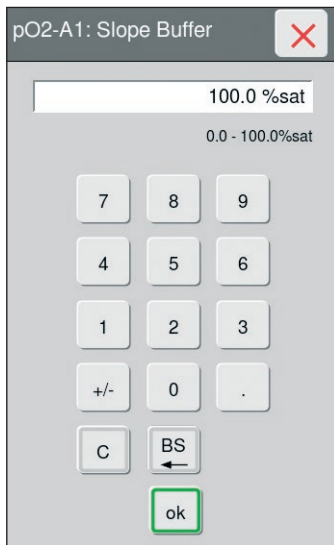 pO2-A1: Slope Buffer
100.0 %sat
0.0 - 100.0%sat
7 8 9
4 5 6
1 2 3
+/- 0 .
C BS
ok